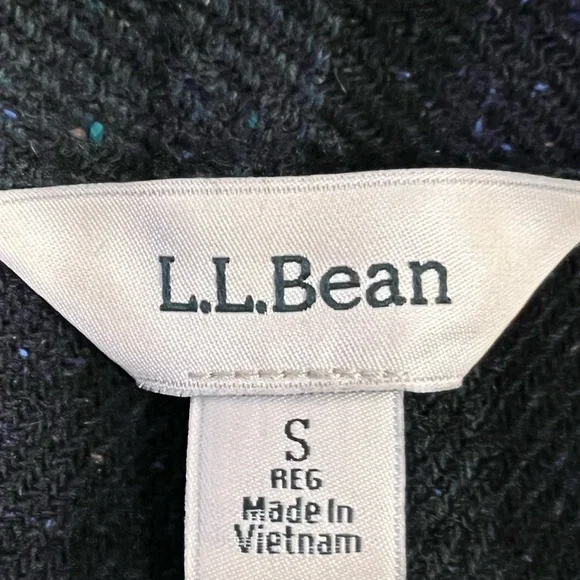 L.L.Bean
S
REG
Made In
Vietnam